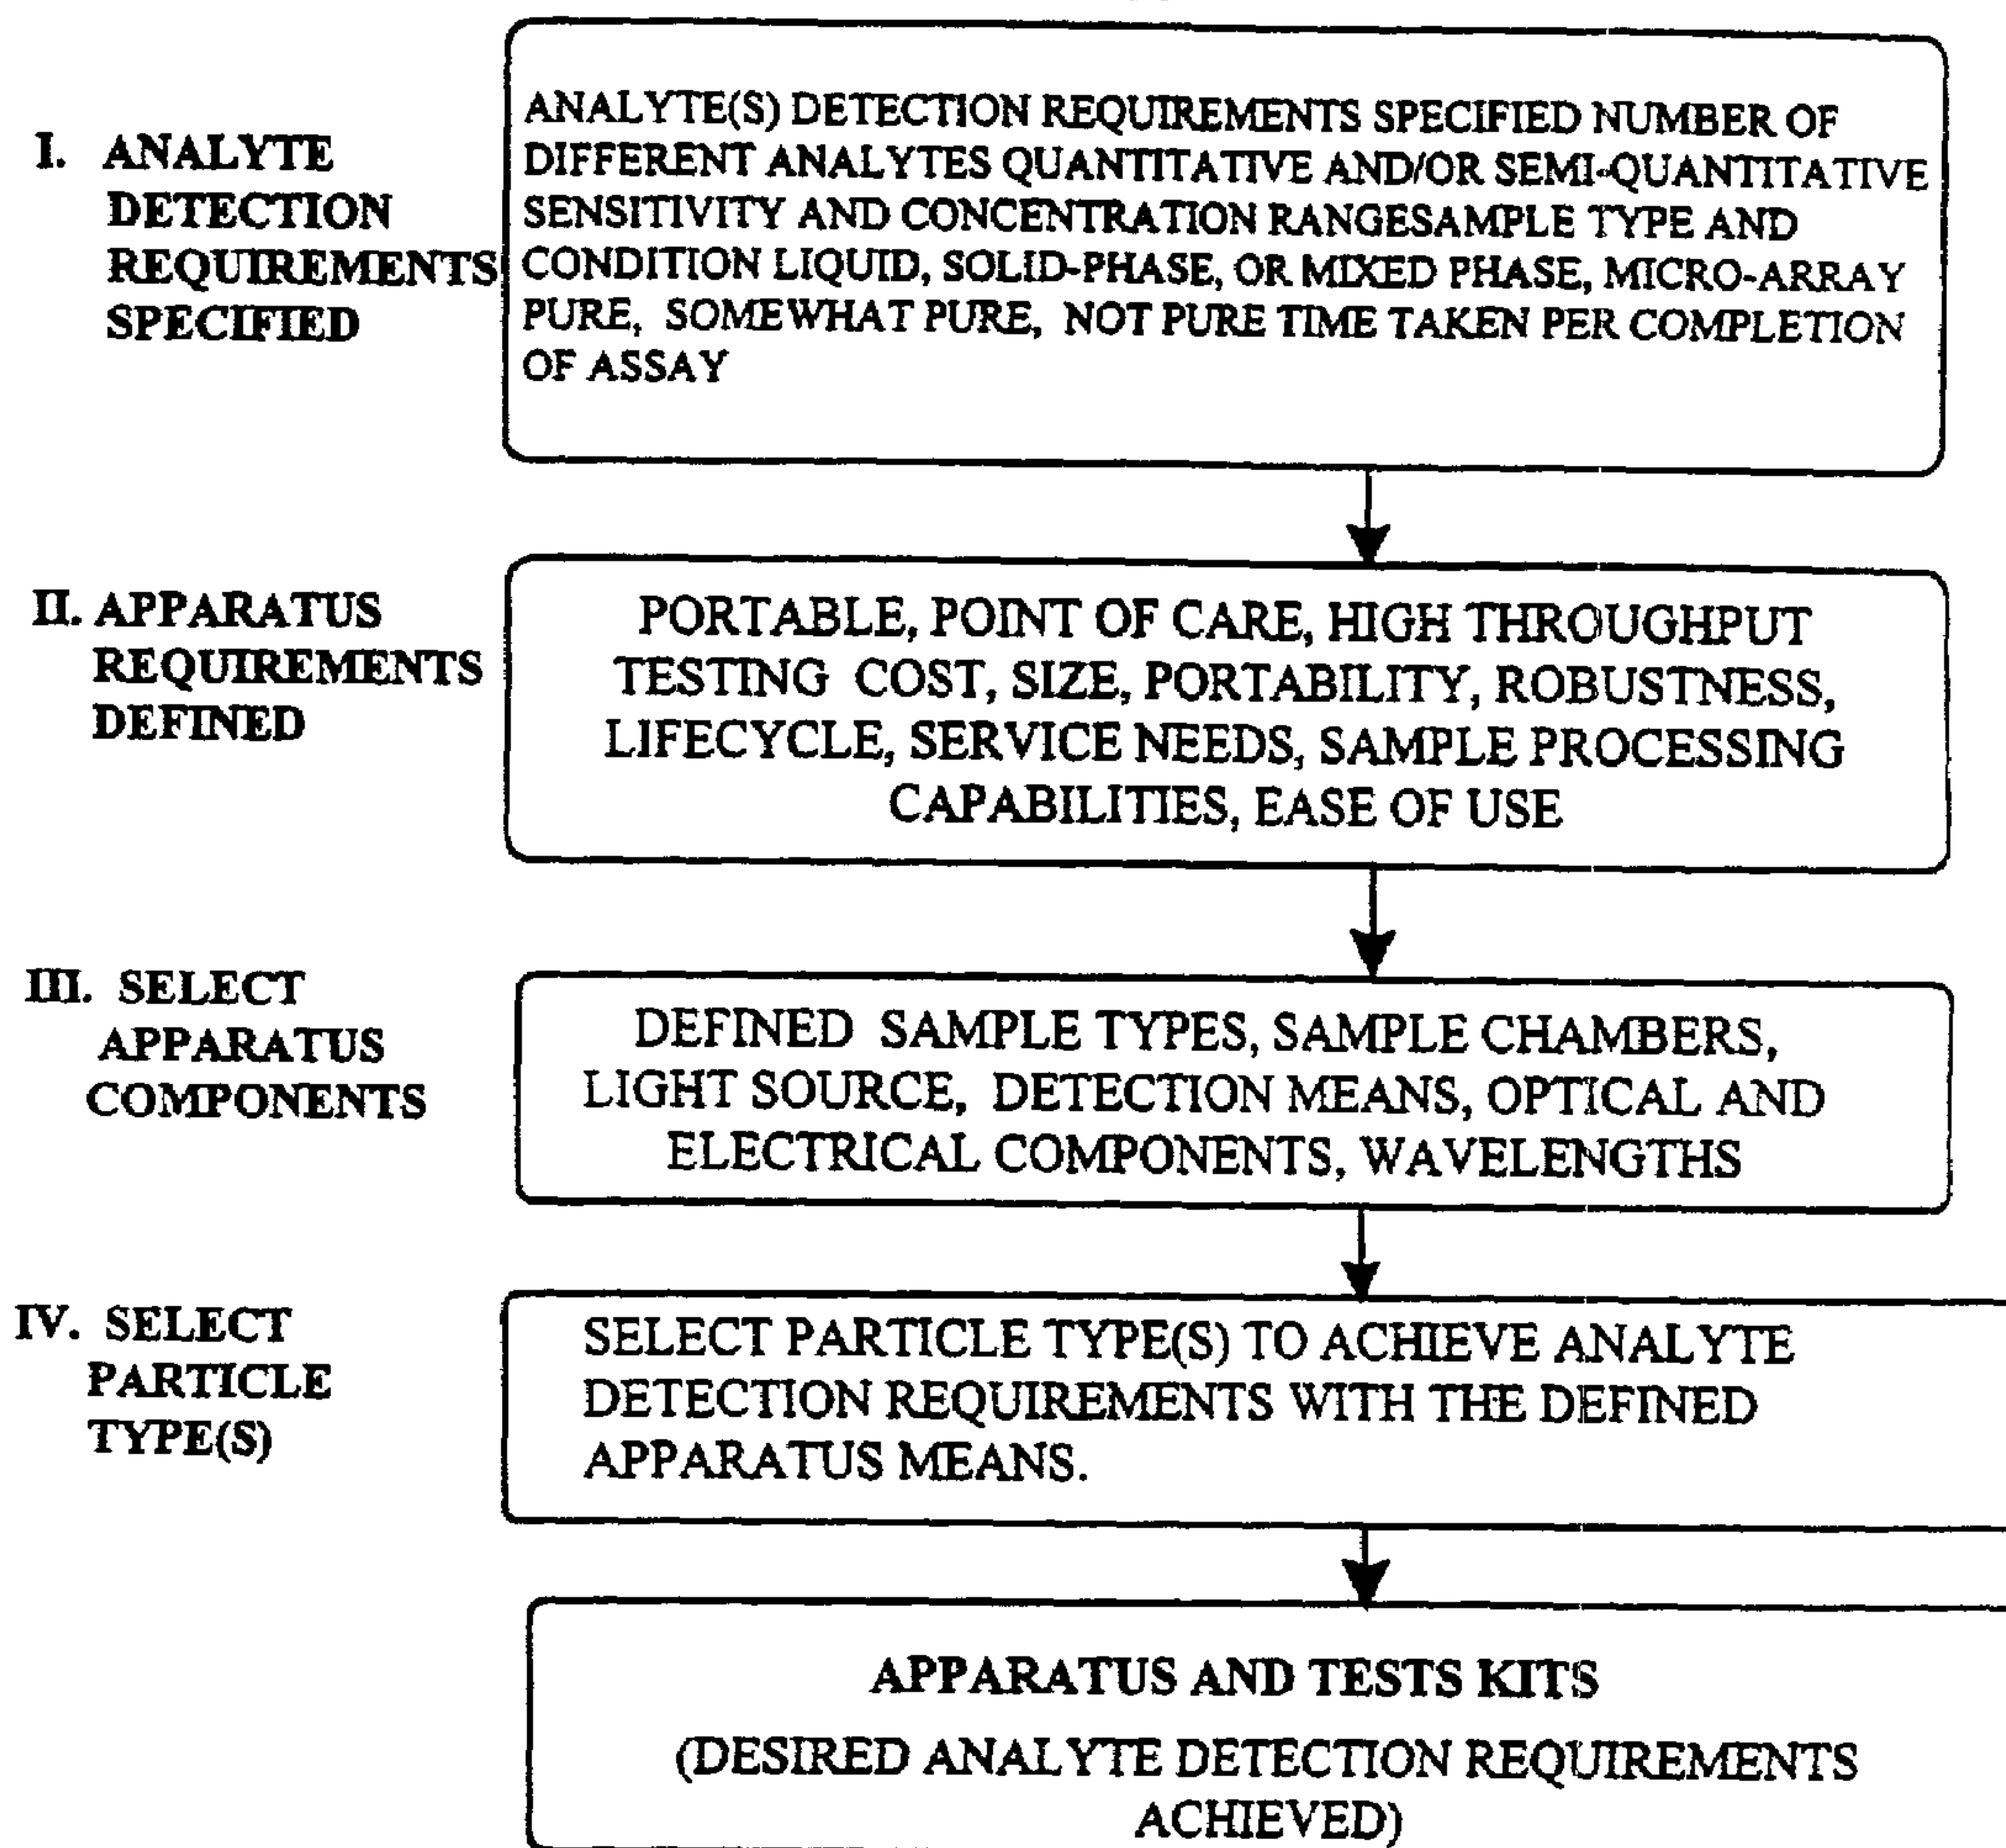 I. ANALYTE
DETECTION
REQUIREMENTS
SPECIFIED
ANALYTE(S) DETECTION REQUIREMENTS SPECIFIED NUMBER OF
DIFFERENT ANALYTES QUANTITATIVE AND/OR SEMI-QUANTITATIVE
SENSITIVITY AND CONCENTRATION RANGESAMPLE TYPE AND
CONDITION LIQUID, SOLID-PHASE, OR MIXED PHASE, MICRO-ARRAY
PURE, SOMEWHAT PURE, NOT PURE TIME TAKEN PER COMPLETION
OF ASSAY
II. APPARATUS
REQUIREMENTS
DEFINED
PORTABLE, POINT OF CARE, HIGH THROUGHPUT
TESTING COST, SIZE, PORTABILITY, ROBUSTNESS,
LIFECYCLE, SERVICE NEEDS, SAMPLE PROCESSING
CAPABILITIES, EASE OF USE
III. SELECT
APPARATUS
COMPONENTS
DEFINED SAMPLE TYPES, SAMPLE CHAMBERS,
LIGHT SOURCE, DETECTION MEANS, OPTICAL AND
ELECTRICAL COMPONENTS, WAVELENGTHS
IV. SELECT
PARTICLE
TYPE(S)
SELECT PARTICLE TYPE(S) TO ACHIEVE ANALYTE
DETECTION REQUIREMENTS WITH THE DEFINED
APPARATUS MEANS.
APPARATUS AND TESTS KITS
(DESIRED ANALYTE DETECTION REQUIREMENTS
ACHIEVED)